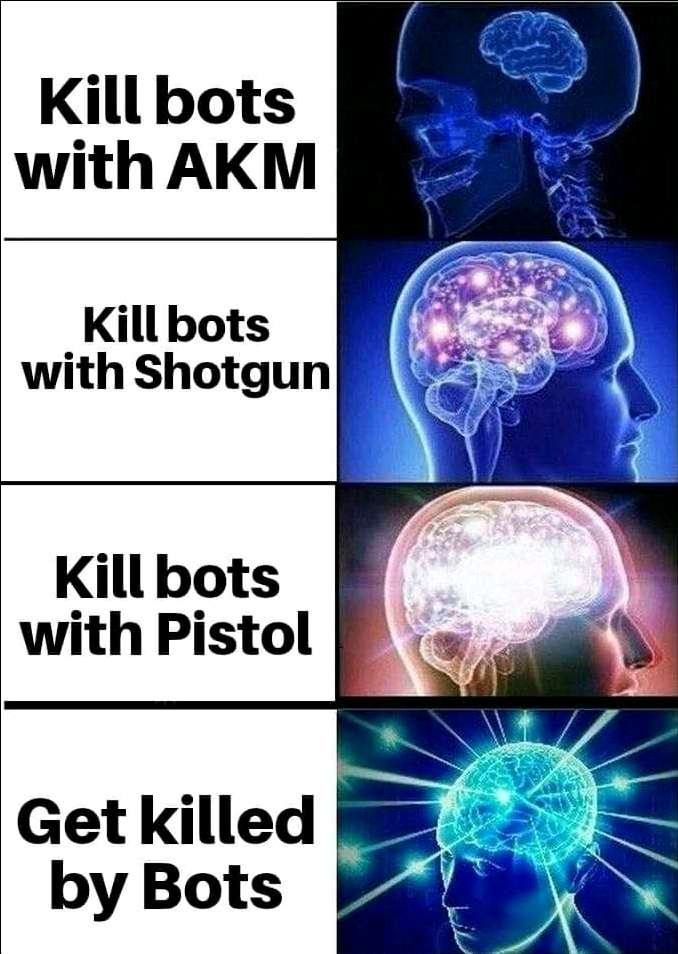 Kill bots
with AKM
Kill bots
with Shotgun
Kill bots
with Pistol
Get killed
by Bots